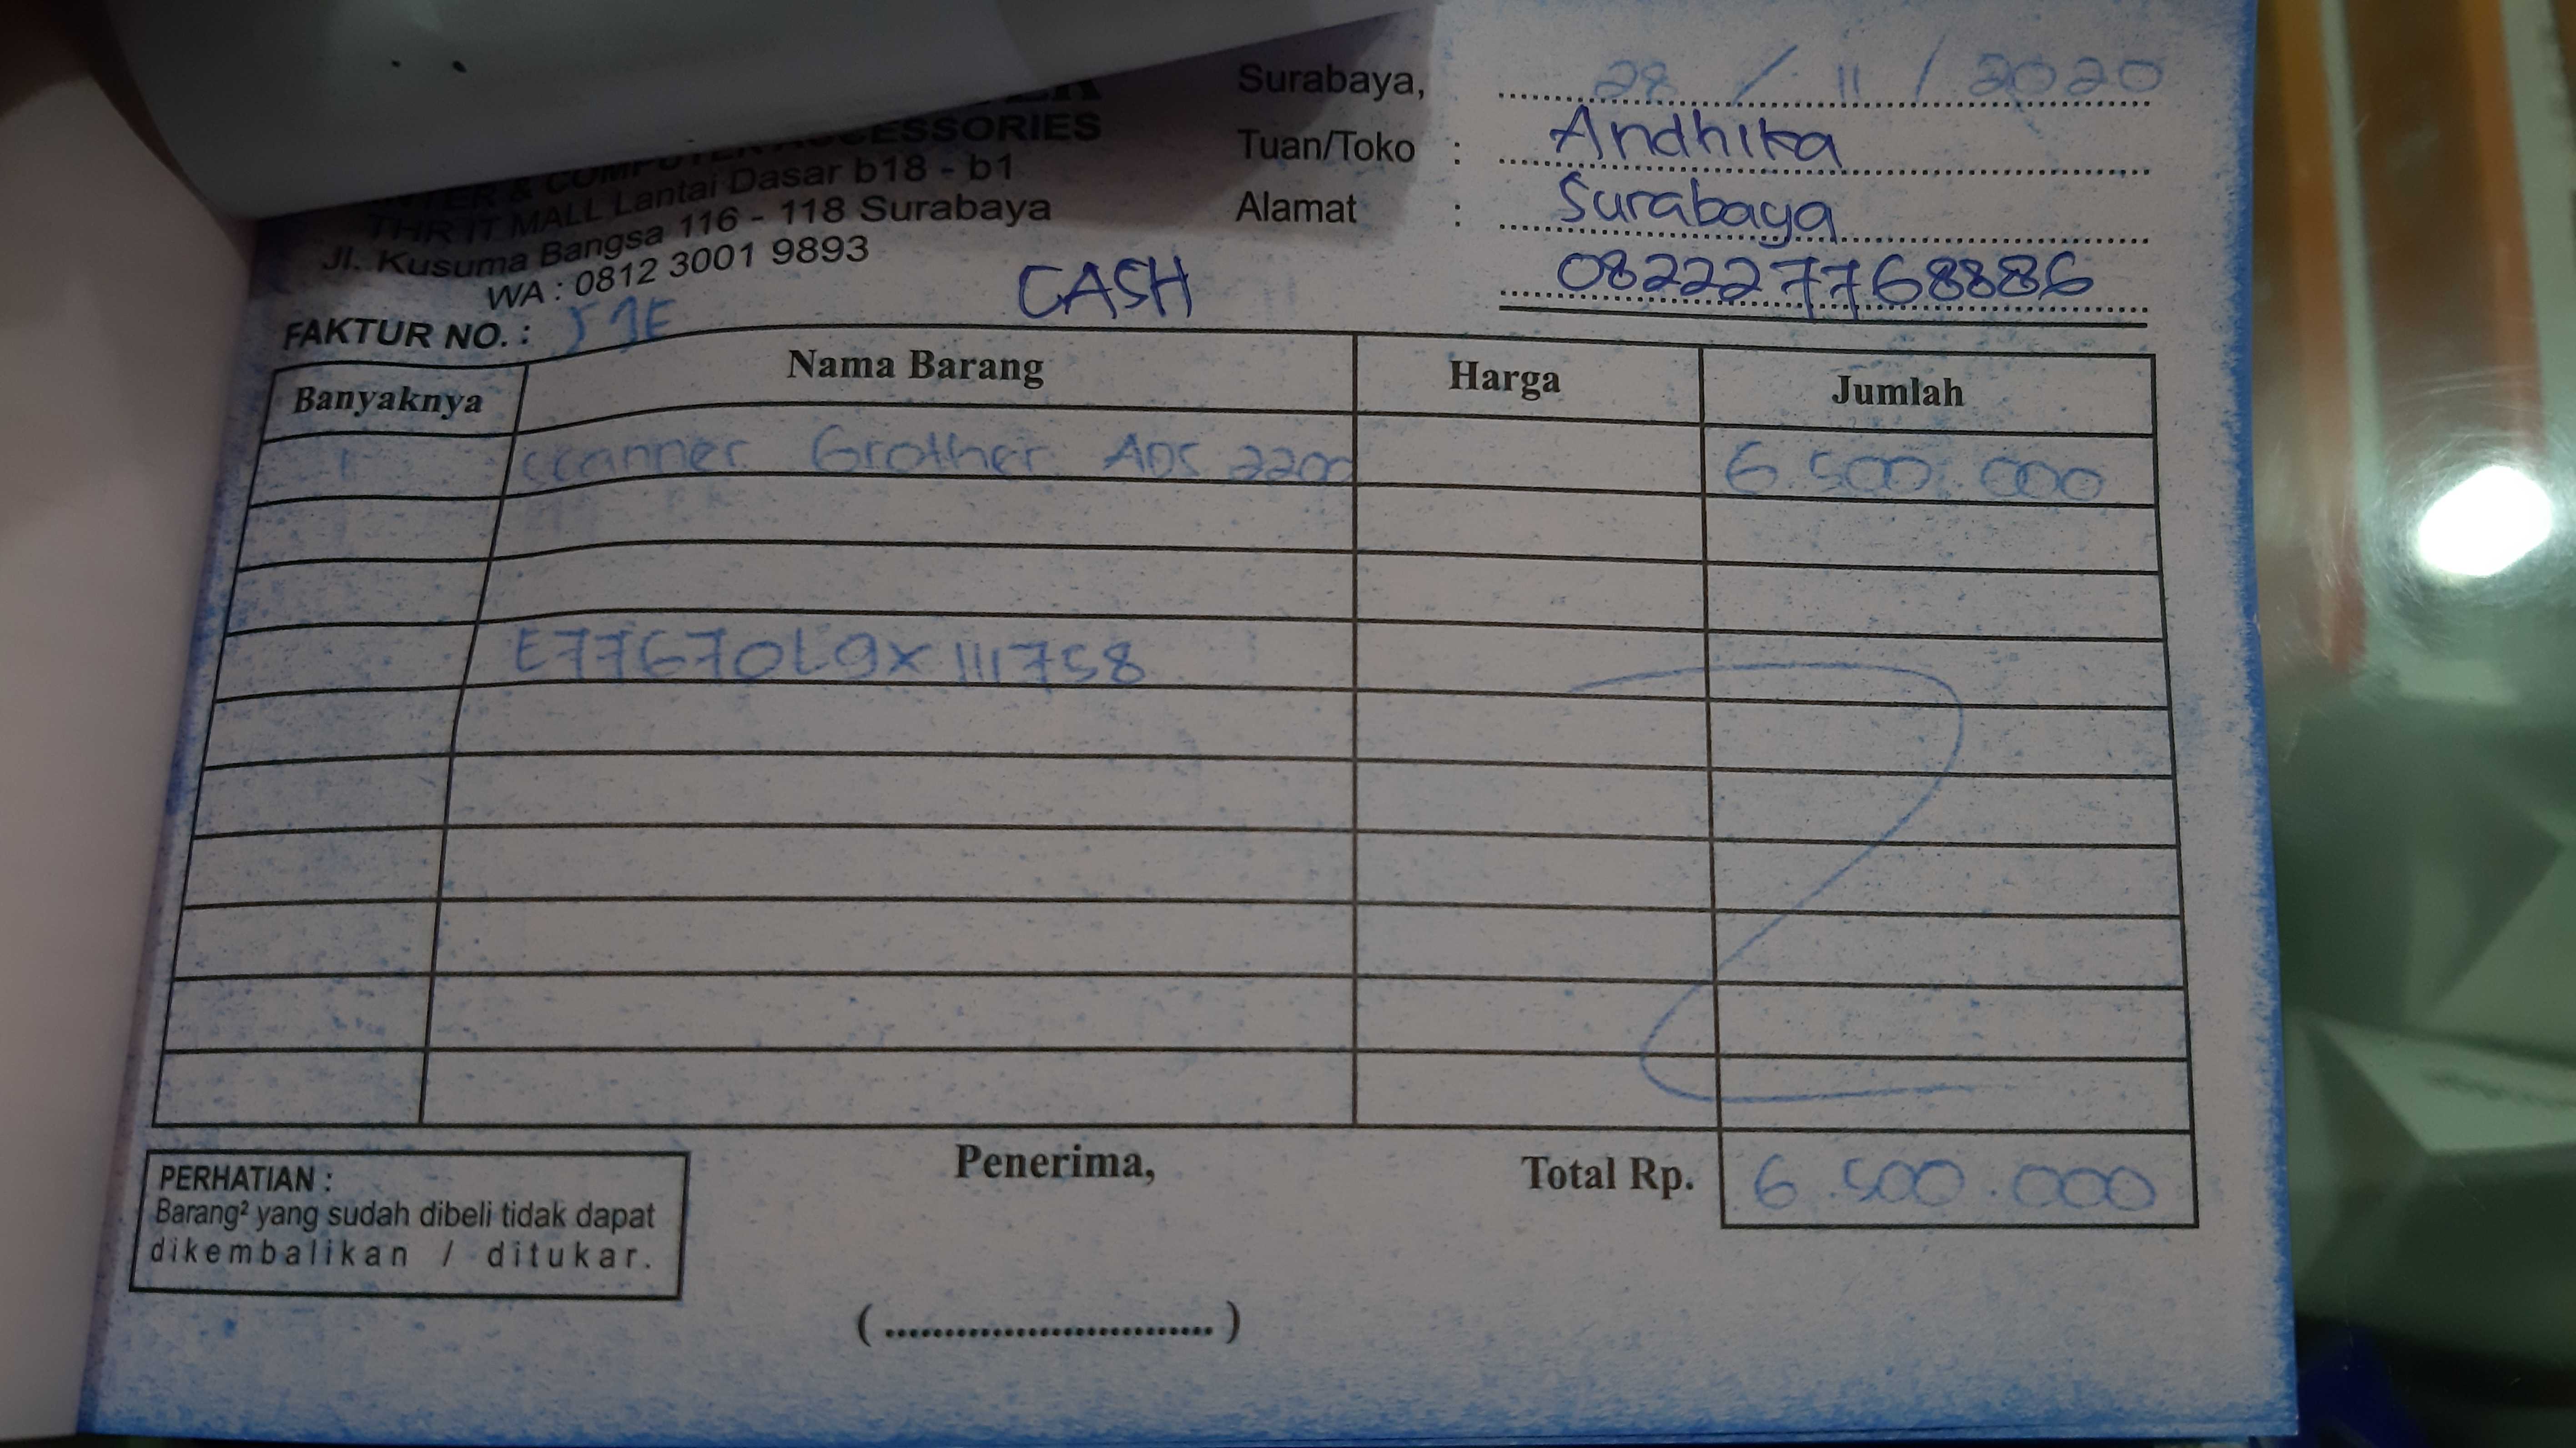 ACCESSORIES
& COMPUTER
THR IT MALL Lantai Dasar b18 - b1
Jl. Kusuma Bangsa 116 - 118 Surabaya
WA : 0812 3001 9893
Surabaya, 28 / 11 / 2020
Tuan/Toko : Andhika
Alamat : Surabaya
082227768886
CASH
FAKTUR NO. :
Banyaknya Nama Barang Harga Jumlah
1 Scanner Brother ADS 2200 6.500.000
E77670L9X111758
PERHATIAN :
Barang² yang sudah dibeli tidak dapat
dikembalikan / ditukar.
Penerima,
Total Rp. 6.500.000
(..............................)